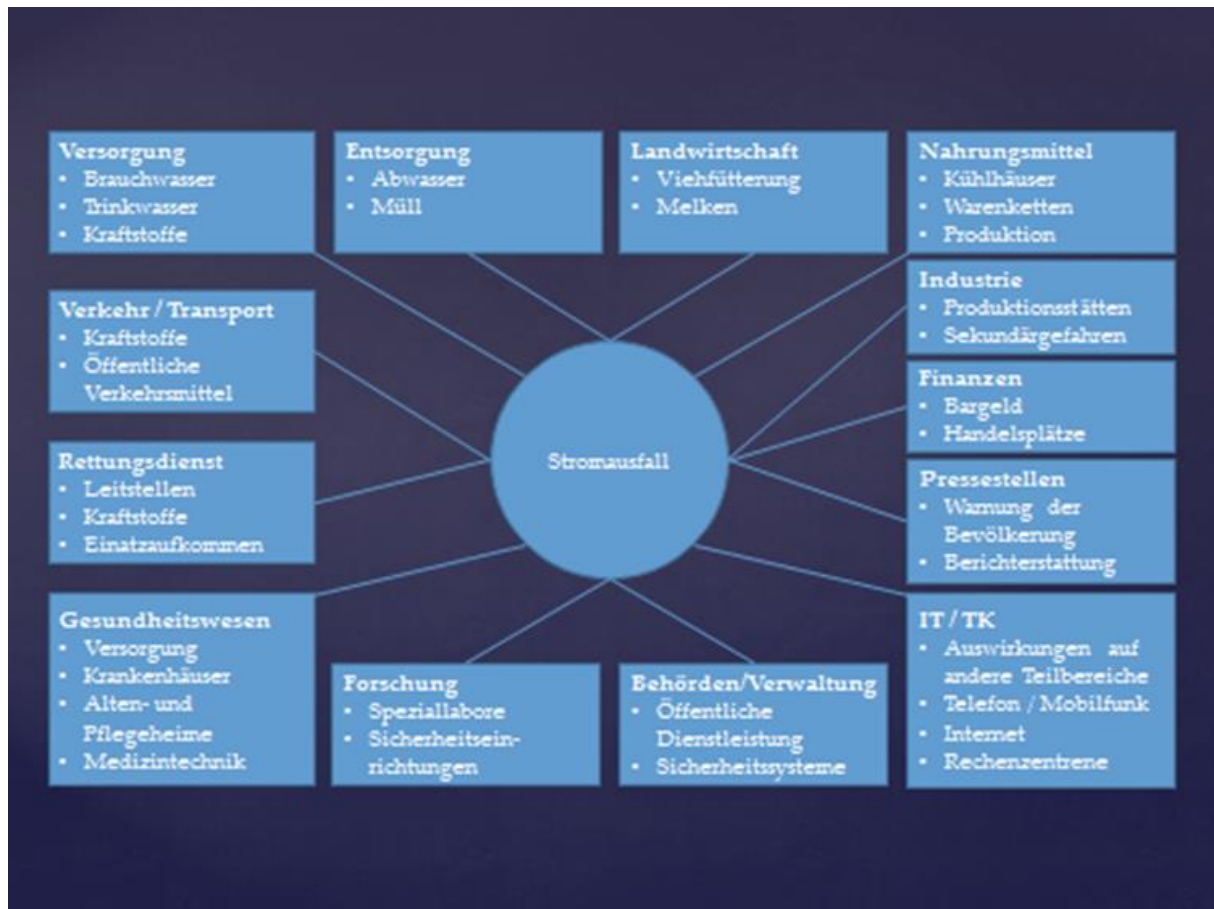 Versorgung
• Brauchwasser
• Trinkwasser
• Kraftstoffe
Entsorgung
• Abwasser
• Müll
Landwirtschaft
• Viehfütterung
• Melken
Nahrungsmittel
• Kühlhäuser
• Warenketten
• Produktion
Verkehr / Transport
• Kraftstoffe
• Öffentliche
Verkehrsmittel
Industrie
• Produktionsstätten
• Sekundärgefahren
Finanzen
• Bargeld
• Handelsplätze
Rettungsdienst
• Leitstellen
• Kraftstoffe
• Einatzaufkommen
Stromausfall
Pressestellen
• Warnung der
Bevölkerung
• Berichterstattung
Gesundheitswesen
• Versorgung
• Krankenhäuser
• Alten- und
Pflegeheime
• Medizintechnik
Forschung
• Speziallabore
• Sicherheitsein-
richtungen
Behörden/Verwaltung
• Öffentliche
Dienstleistung
• Sicherheitssysteme
IT / TK
• Auswirkungen auf
andere Teilbereiche
• Telefon / Mobilfunk
• Internet
• Rechenzentrene